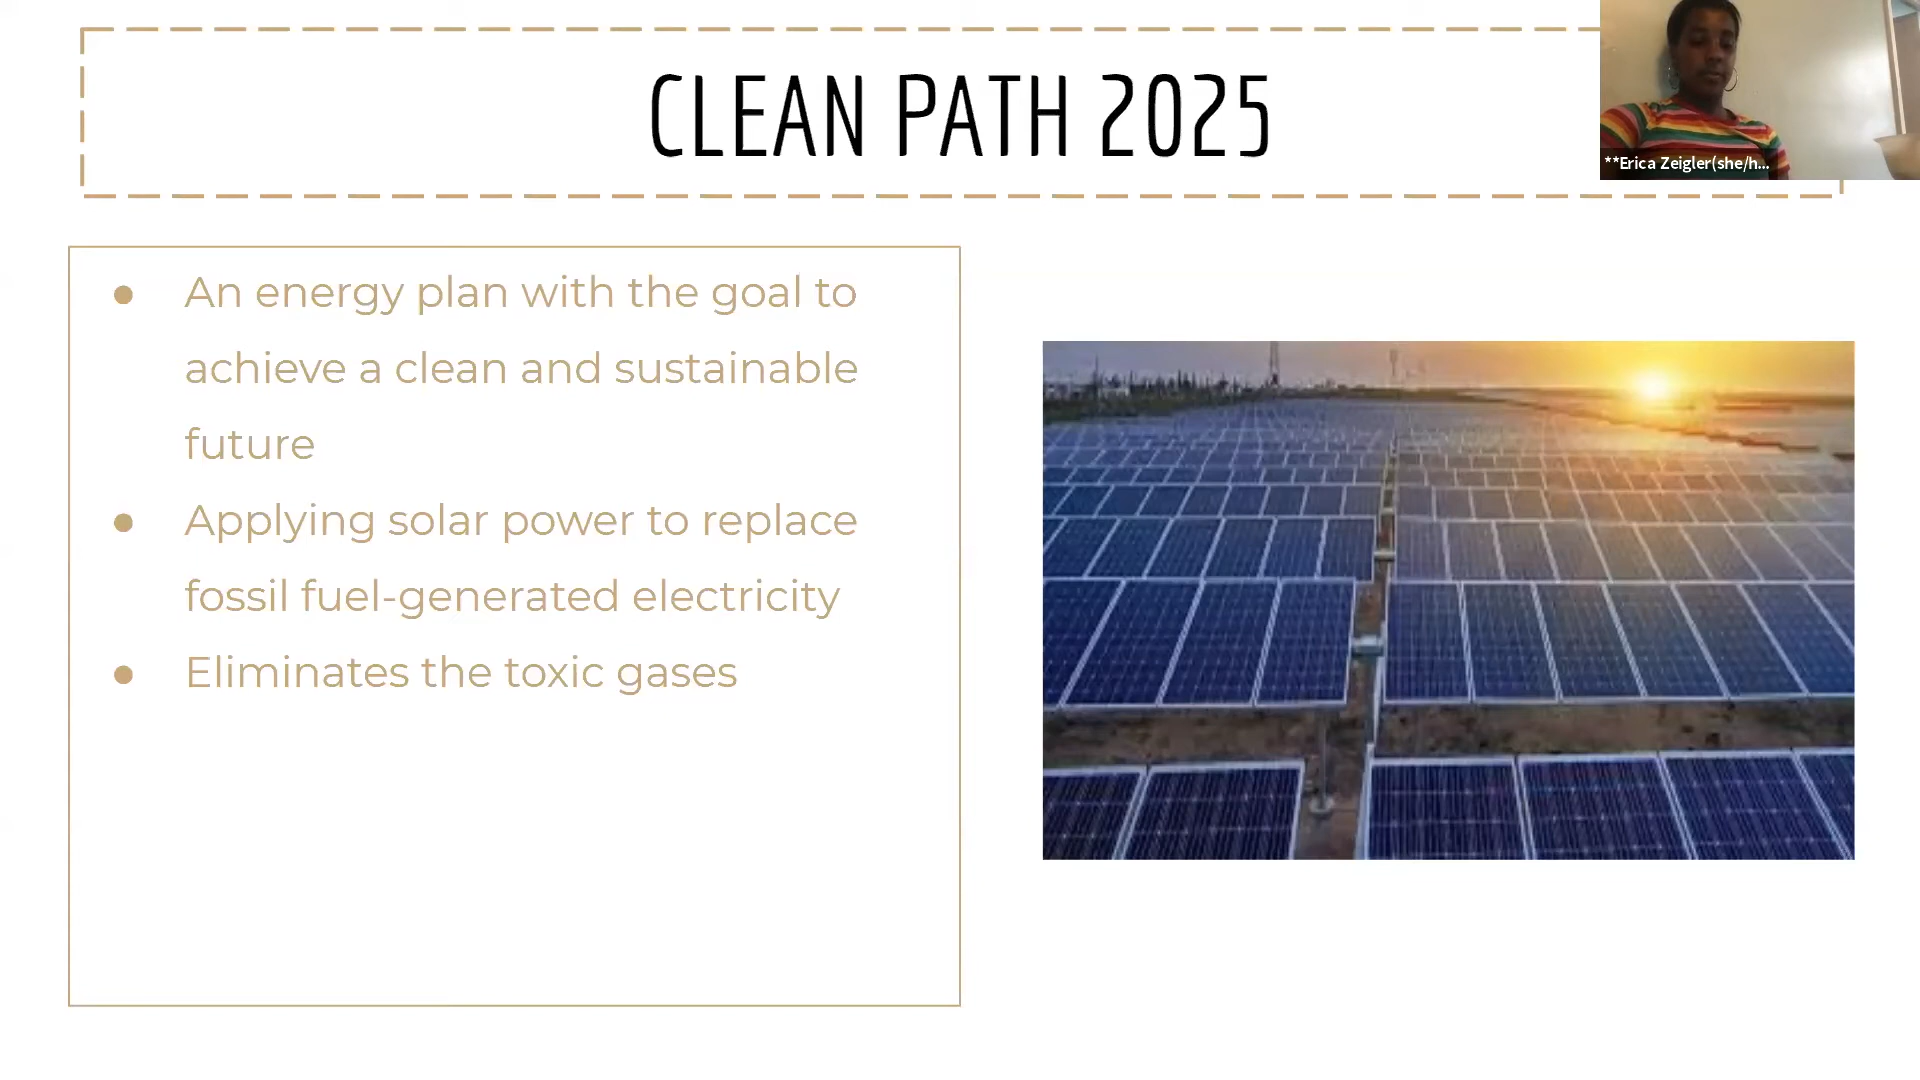 CLEAN PATH 2025
**Erica Zeigler(she/h...
● An energy plan with the goal to
achieve a clean and sustainable
future
● Applying solar power to replace
fossil fuel-generated electricity
● Eliminates the toxic gases